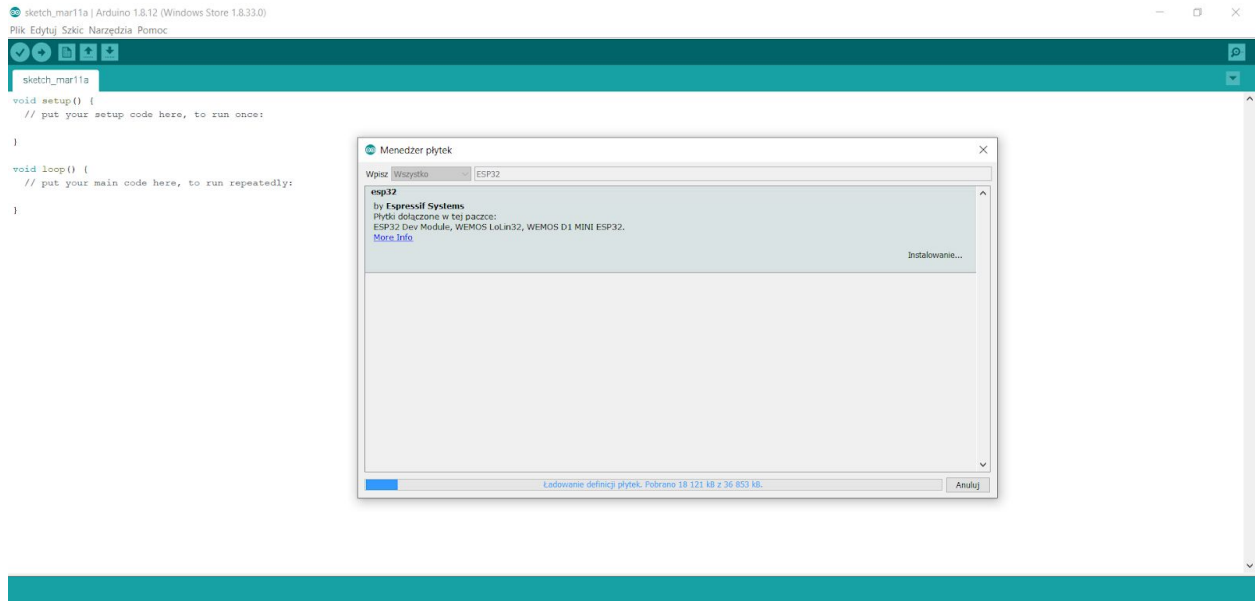 sketch_mar11a | Arduino 1.8.12 (Windows Store 1.8.33.0)
Plik Edytuj Szkic Narzędzia Pomoc
sketch_mar11a
void setup() {
// put your setup code here, to run once:
}
void loop() {
// put your main code here, to run repeatedly:
}
Menedżer płytek
Wpisz Wszystko ESP32
esp32
by Espressif Systems
Płytki dołączone w tej paczce:
ESP32 Dev Module, WEMOS LoLin32, WEMOS D1 MINI ESP32.
More Info
Instalowanie...
Ładowanie definicji płytek. Pobrano 18 121 kB z 36 853 kB.
Anuluj